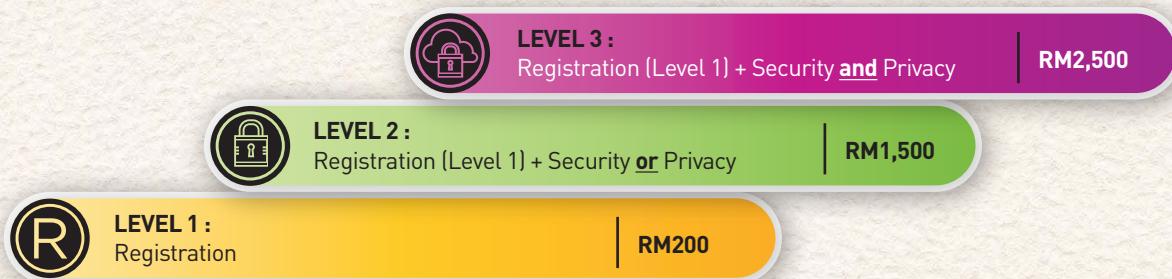 LEVEL 3 :
Registration (Level 1) + Security and Privacy
RM2,500
LEVEL 2 :
Registration (Level 1) + Security or Privacy
RM1,500
R
LEVEL 1 :
Registration
RM200